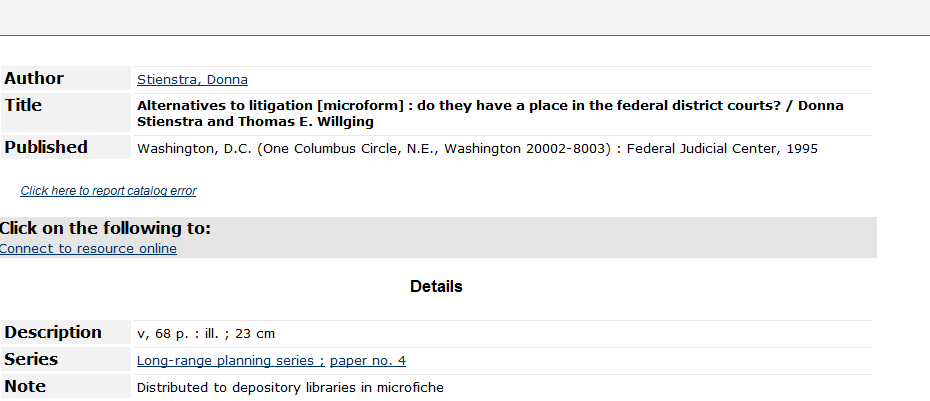 Author Stienstra, Donna
Title Alternatives to litigation [microform] : do they have a place in the federal district courts? / Donna
Stienstra and Thomas E. Willging
Published Washington, D.C. (One Columbus Circle, N.E., Washington 20002-8003) : Federal Judicial Center, 1995
Click here to report catalog error
Click on the following to:
Connect to resource online
Details
Description v, 68 p. : ill. ; 23 cm
Series Long-range planning series ; paper no. 4
Note Distributed to depository libraries in microfiche